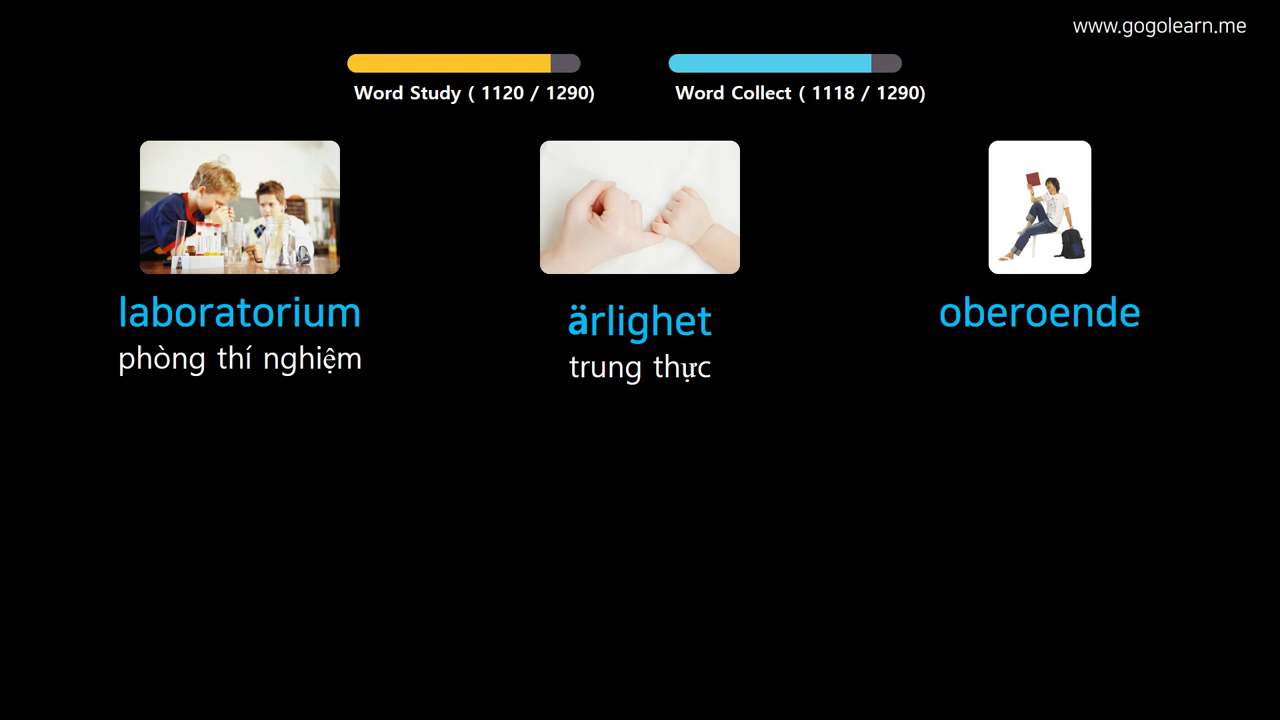 www.gogolearn.me
Word Study ( 1120 / 1290)
Word Collect ( 1118 / 1290)
laboratorium
phòng thí nghiệm
ärlighet
trung thực
oberoende